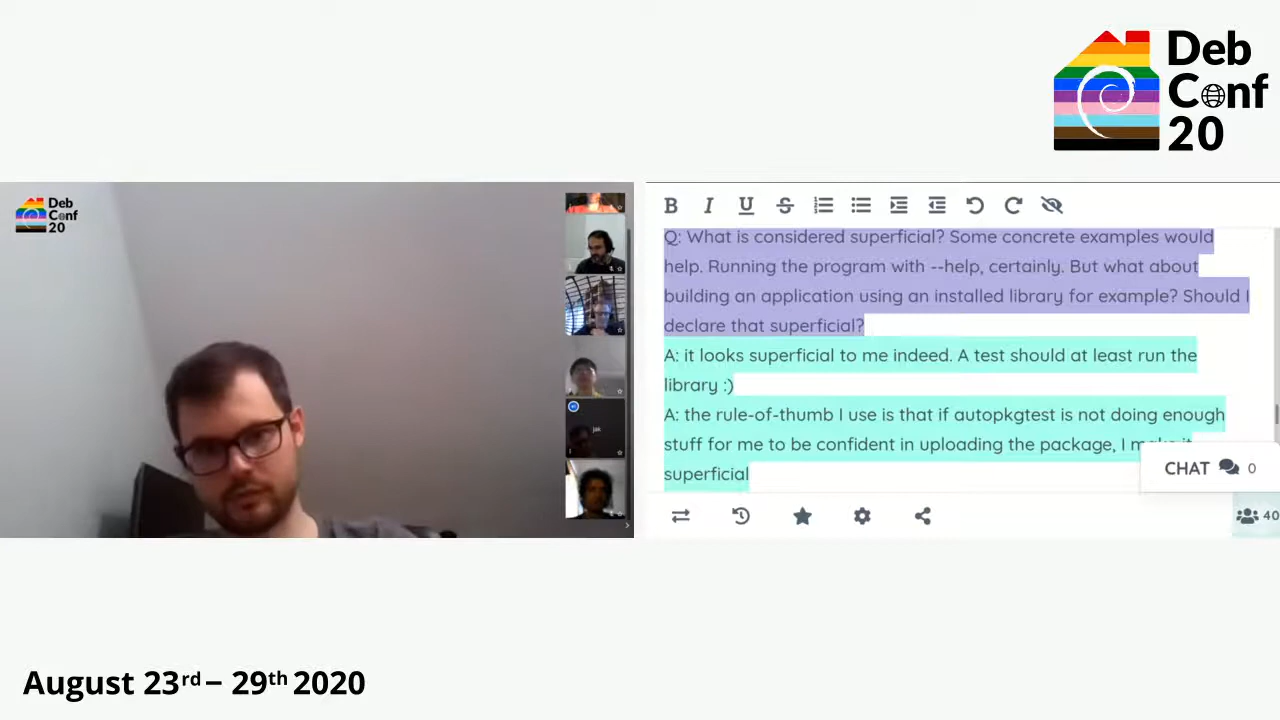 Deb
Conf
20
Deb
Conf
20
jak
B I U S
Q: What is considered superficial? Some concrete examples would
help. Running the program with --help, certainly. But what about
building an application using an installed library for example? Should I
declare that superficial?
A: it looks superficial to me indeed. A test should at least run the
library :)
A: the rule-of-thumb I use is that if autopkgtest is not doing enough
stuff for me to be confident in uploading the package, I make it
superficial
CHAT 0
40
August 23rd – 29th 2020